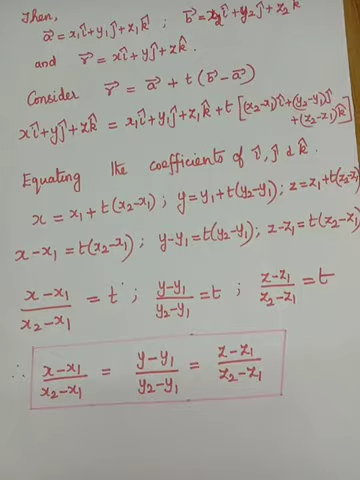 Then,
a⃗ = x₁î + y₁ĵ + z₁k̂ ; b⃗ = x₂î + y₂ĵ + z₂k̂
and r⃗ = xî + yĵ + zk̂.
Consider r⃗ = a⃗ + t(b⃗ − a⃗)
xî + yĵ + zk̂ = x₁î + y₁ĵ + z₁k̂ + t[(x₂−x₁)î + (y₂−y₁)ĵ
+ (z₂−z₁)k̂]
Equating the coefficients of î, ĵ & k̂.
x = x₁ + t(x₂−x₁) ; y = y₁ + t(y₂−y₁) ; z = z₁ + t(z₂−z₁)
x − x₁ = t(x₂−x₁) ; y − y₁ = t(y₂−y₁) ; z − z₁ = t(z₂−z₁)
(x−x₁)/(x₂−x₁) = t ; (y−y₁)/(y₂−y₁) = t ; (z−z₁)/(z₂−z₁) = t
∴ (x−x₁)/(x₂−x₁) = (y−y₁)/(y₂−y₁) = (z−z₁)/(z₂−z₁)